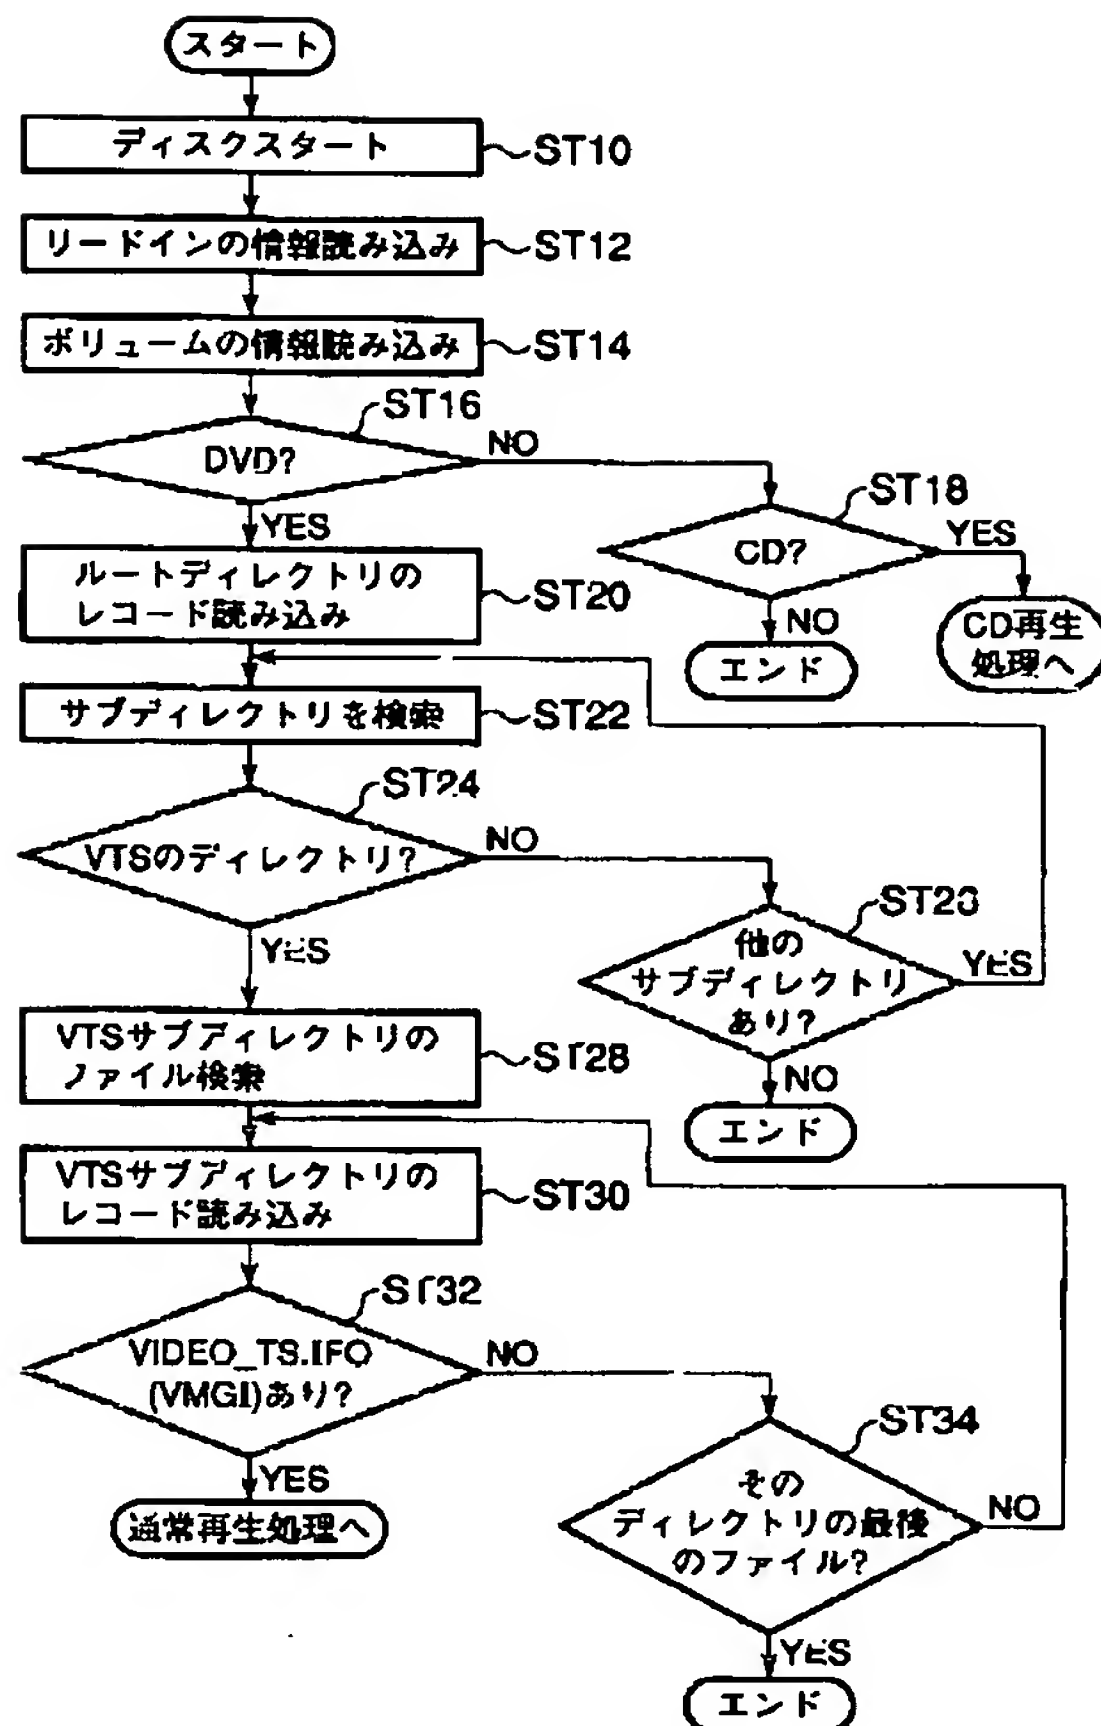 スタート
ディスクスタート
ST10
リードインの情報読み込み
ST12
ボリュームの情報読み込み
ST14
ST16
DVD?
NO
YES
ST18
CD?
YES
NO
CD再生
処理へ
エンド
ルートディレクトリの
レコード読み込み
ST20
サブディレクトリを検索
ST22
ST24
VTSのディレクトリ?
NO
YES
他の
サブディレクトリ
あり?
YES
NO
エンド
VTSサブディレクトリの
ファイル検索
ST28
VTSサブディレクトリの
レコード読み込み
ST30
ST32
VIDEO_TS.IFO
(VMGI)あり?
NO
YES
通常再生処理へ
ST34
その
ディレクトリの最後
のファイル?
NO
YES
エンド